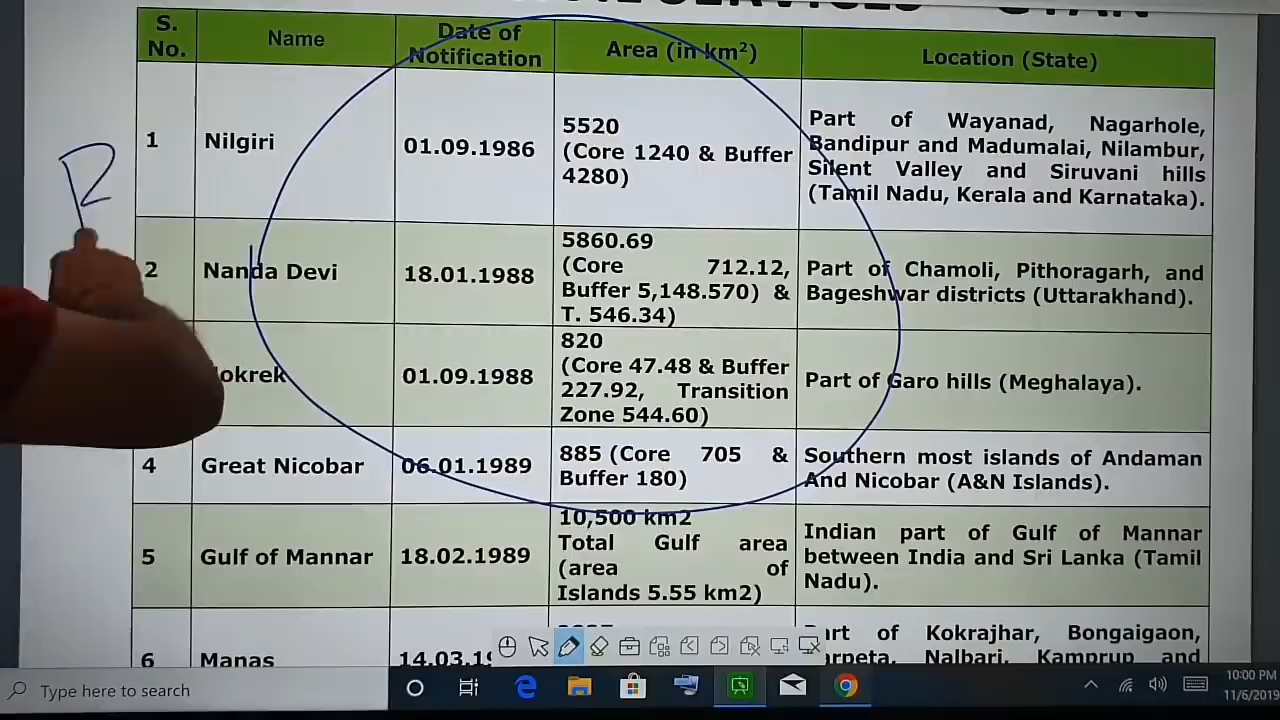 S. No.
Name
Date of Notification
Area (in km²)
Location (State)
1
Nilgiri
01.09.1986
5520
(Core 1240 & Buffer
4280)
Part of Wayanad, Nagarhole,
Bandipur and Madumalai, Nilambur,
Silent Valley and Siruvani hills
(Tamil Nadu, Kerala and Karnataka).
2
Nanda Devi
18.01.1988
5860.69
(Core 712.12,
Buffer 5,148.570) &
T. 546.34)
Part of Chamoli, Pithoragarh, and
Bageshwar districts (Uttarakhand).
01.09.1988
820
(Core 47.48 & Buffer
227.92, Transition
Zone 544.60)
Part of Garo hills (Meghalaya).
4
Great Nicobar
06.01.1989
885 (Core 705 &
Buffer 180)
Southern most islands of Andaman
And Nicobar (A&N Islands).
5
Gulf of Mannar
18.02.1989
10,500 km2
Total Gulf area
(area of
Islands 5.55 km2)
Indian part of Gulf of Mannar
between India and Sri Lanka (Tamil
Nadu).
6
Manas
of Kokrajhar, Bongaigaon,
Nalbari, Kamprup and
Type here to search
10:00 PM
11/6/2019